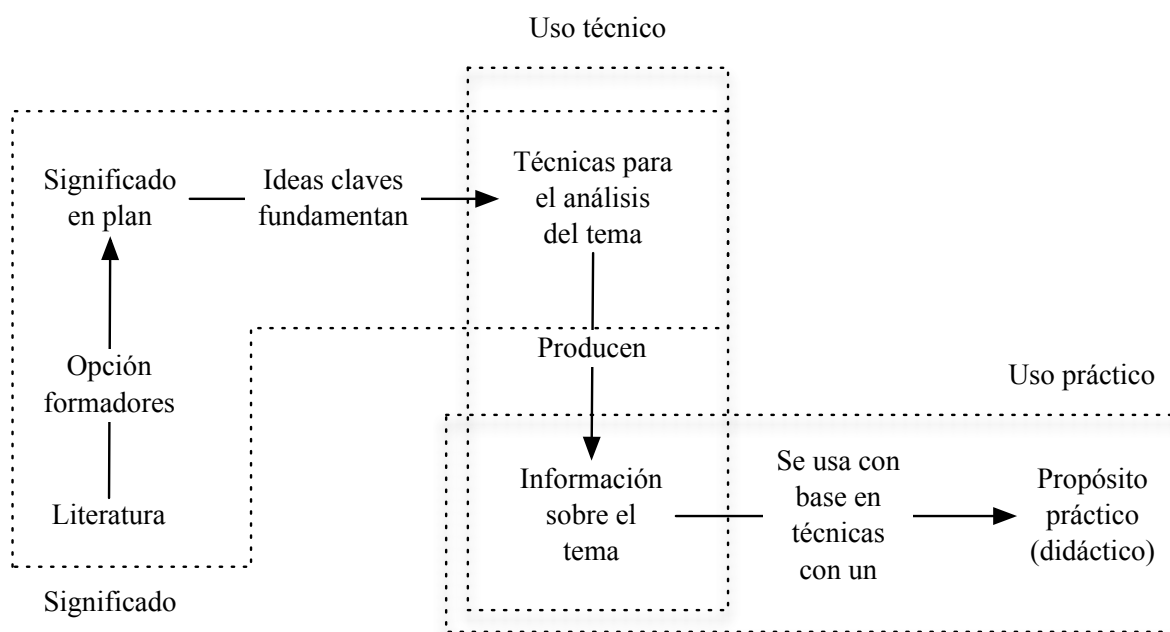 Uso técnico
Significado
en plan
Ideas claves
fundamentan
Técnicas para
el análisis
del tema
Opción
formadores
Producen
Uso práctico
Literatura
Información
sobre el
tema
Se usa con
base en
técnicas
con un
Propósito
práctico
(didáctico)
Significado